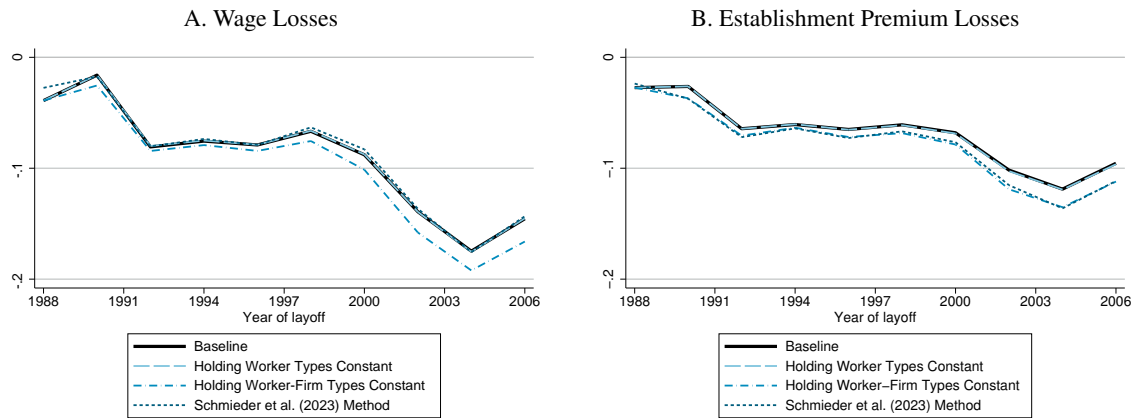 A. Wage Losses
0
-.1
-.2
1988 1991 1994 1997 2000 2003 2006
Year of layoff
Baseline
Holding Worker Types Constant
Holding Worker-Firm Types Constant
Schmieder et al. (2023) Method
B. Establishment Premium Losses
0
-.1
-.2
1988 1991 1994 1997 2000 2003 2006
Year of layoff
Baseline
Holding Worker Types Constant
Holding Worker−Firm Types Constant
Schmieder et al. (2023) Method